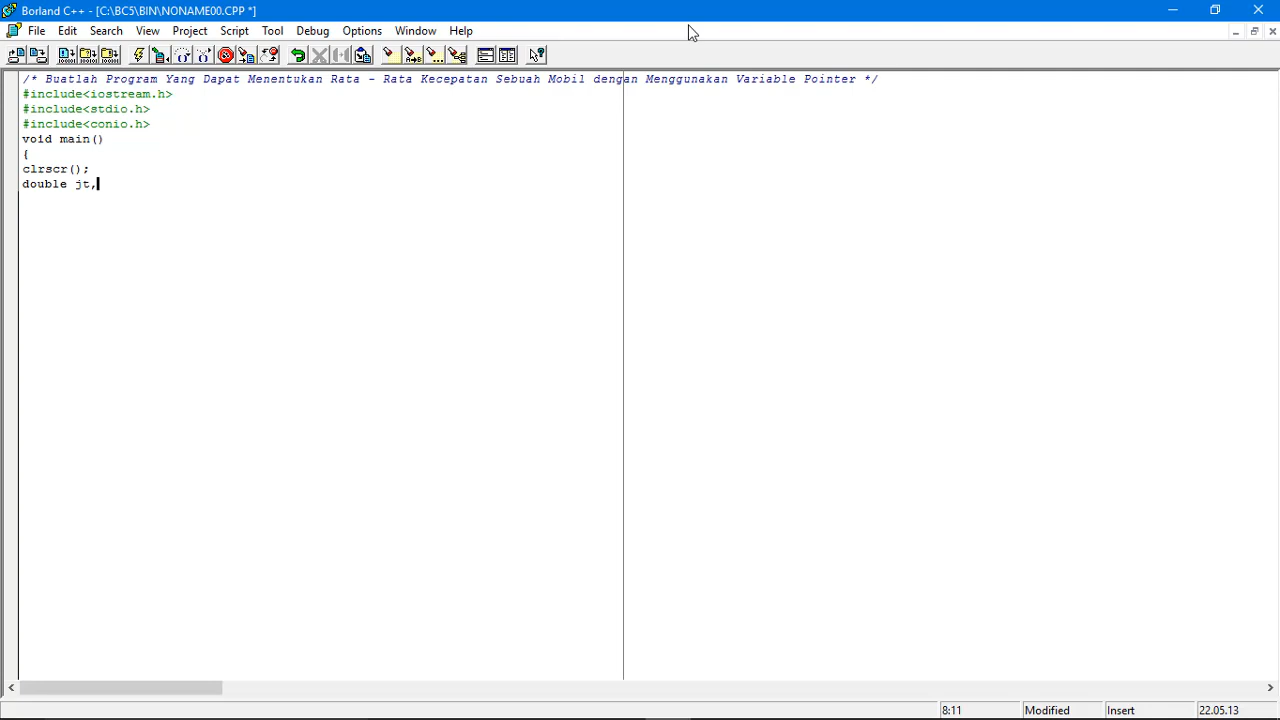 Borland C++ - [C:\BC5\BIN\NONAME00.CPP *]
File Edit Search View Project Script Tool Debug Options Window Help
/* Buatlah Program Yang Dapat Menentukan Rata - Rata Kecepatan Sebuah Mobil dengan Menggunakan Variable Pointer */
#include<iostream.h>
#include<stdio.h>
#include<conio.h>
void main()
{
clrscr();
double jt,
8:11 Modified Insert 22.05.13